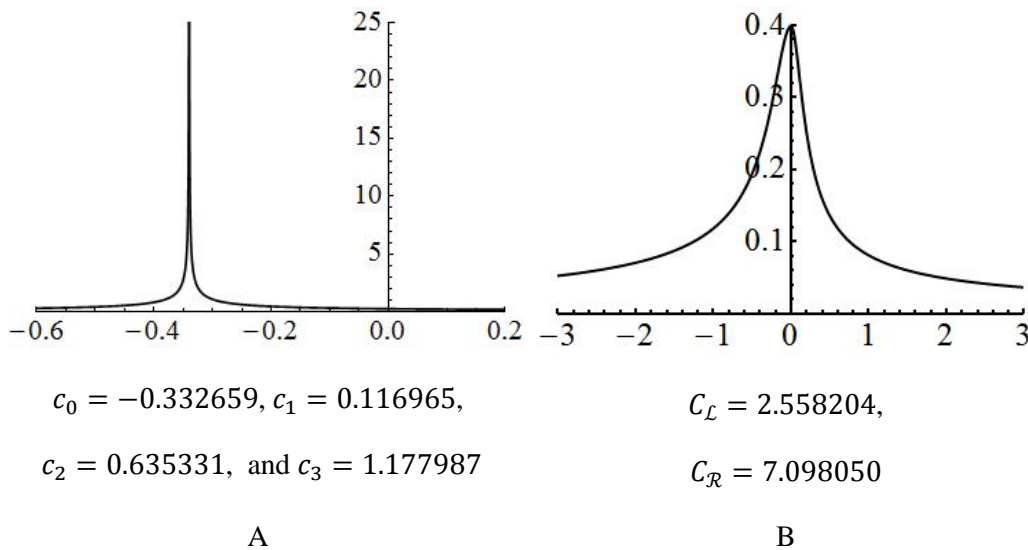 25
20
15
10
5
−0.6 −0.4 −0.2 0.0 0.2
0.4
0.3
0.2
0.1
−3 −2 −1 0 1 2 3
𝑐₀ = −0.332659, 𝑐₁ = 0.116965,
𝑐₂ = 0.635331, and 𝑐₃ = 1.177987
𝐶_ℒ = 2.558204,
𝐶_ℛ = 7.098050
A
B